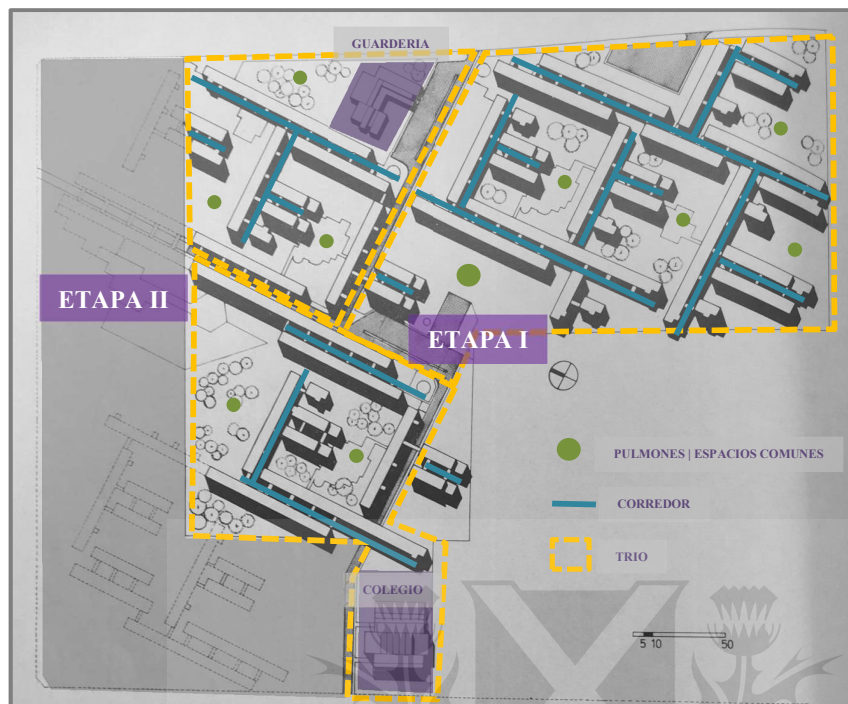 GUARDERIA
ETAPA II
ETAPA I
PULMONES | ESPACIOS COMUNES
CORREDOR
TRIO
COLEGIO
5 10 50